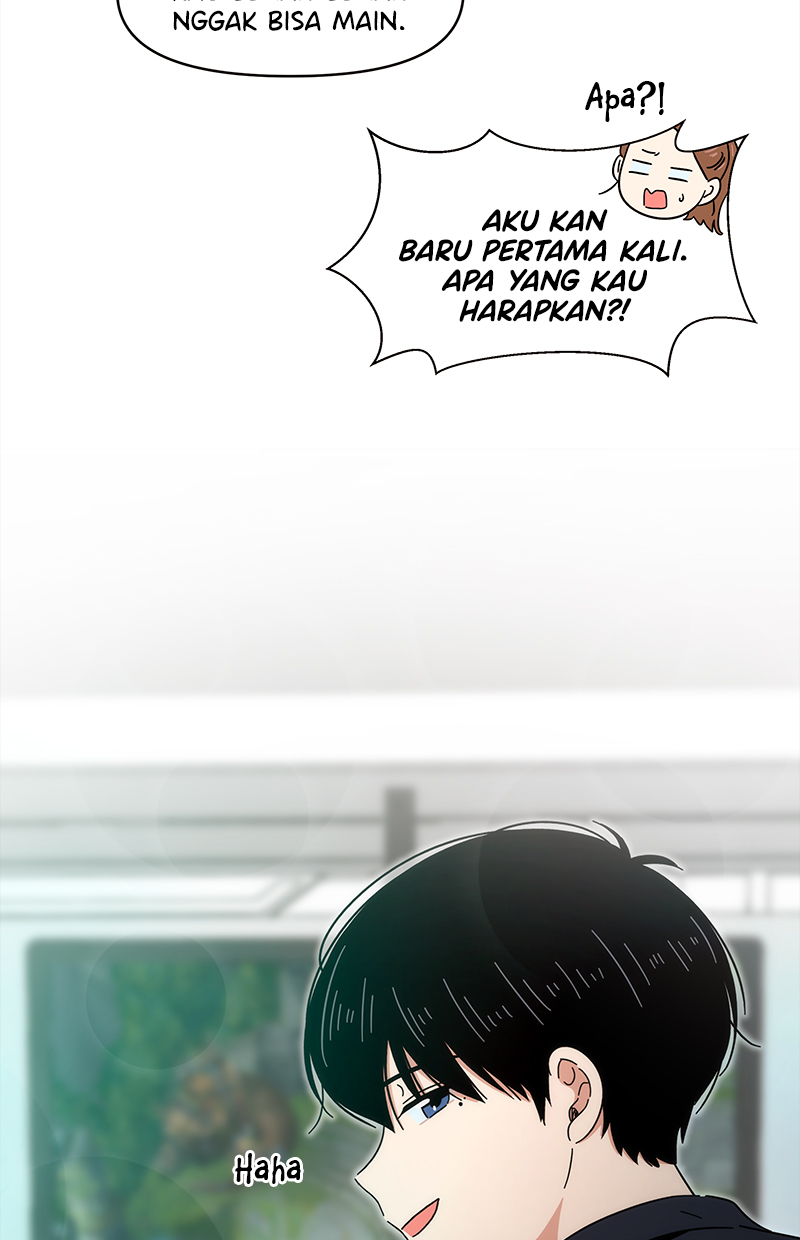 NGGAK BISA MAIN.
Apa?!
AKU KAN
BARU PERTAMA KALI.
APA YANG KAU
HARAPKAN?!
Haha